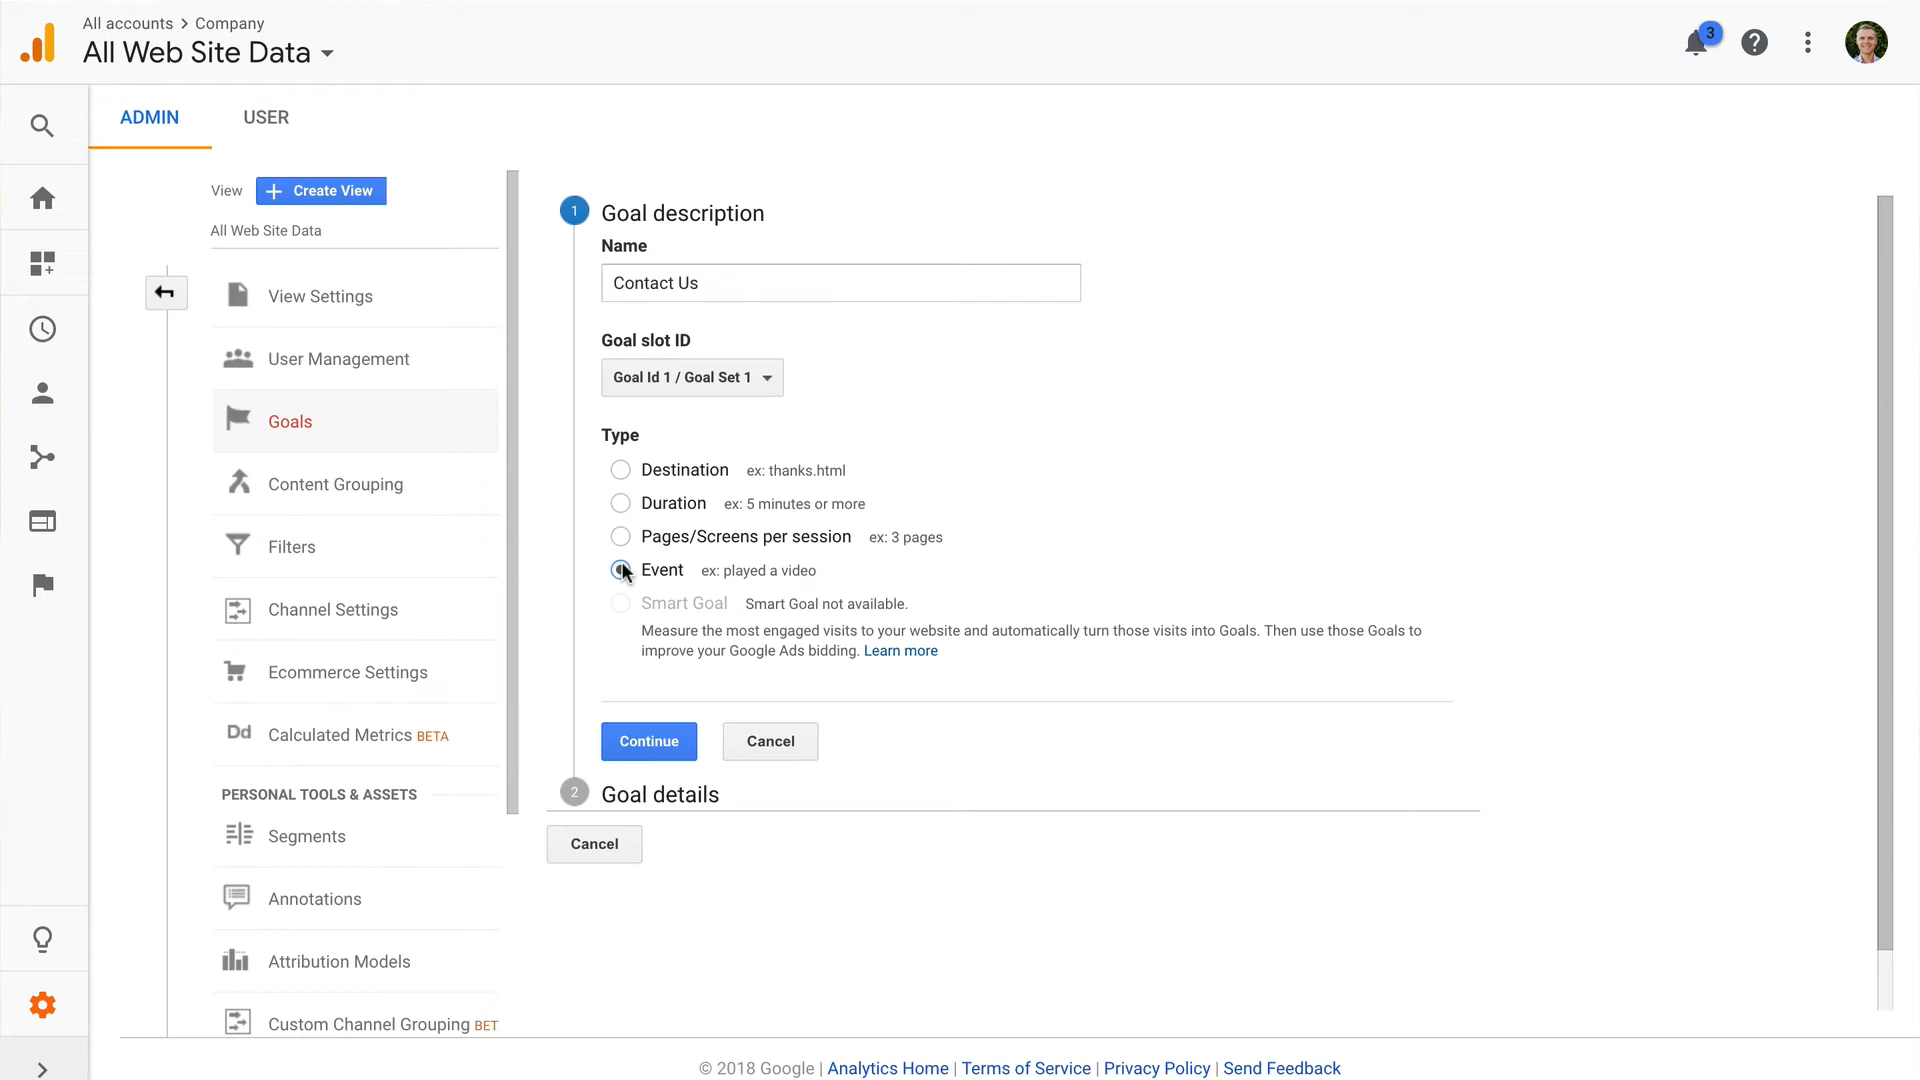 All accounts > Company
All Web Site Data
3
ADMIN
USER
View
Create View
All Web Site Data
View Settings
User Management
Goals
Content Grouping
Filters
Channel Settings
Ecommerce Settings
Dd Calculated Metrics BETA
PERSONAL TOOLS & ASSETS
Segments
Annotations
Attribution Models
Custom Channel Grouping BET
1 Goal description
Name
Contact Us
Goal slot ID
Goal Id 1 / Goal Set 1
Type
Destination ex: thanks.html
Duration ex: 5 minutes or more
Pages/Screens per session ex: 3 pages
Event ex: played a video
Smart Goal Smart Goal not available.
Measure the most engaged visits to your website and automatically turn those visits into Goals. Then use those Goals to
improve your Google Ads bidding. Learn more
Continue
Cancel
2 Goal details
Cancel
© 2018 Google | Analytics Home | Terms of Service | Privacy Policy | Send Feedback